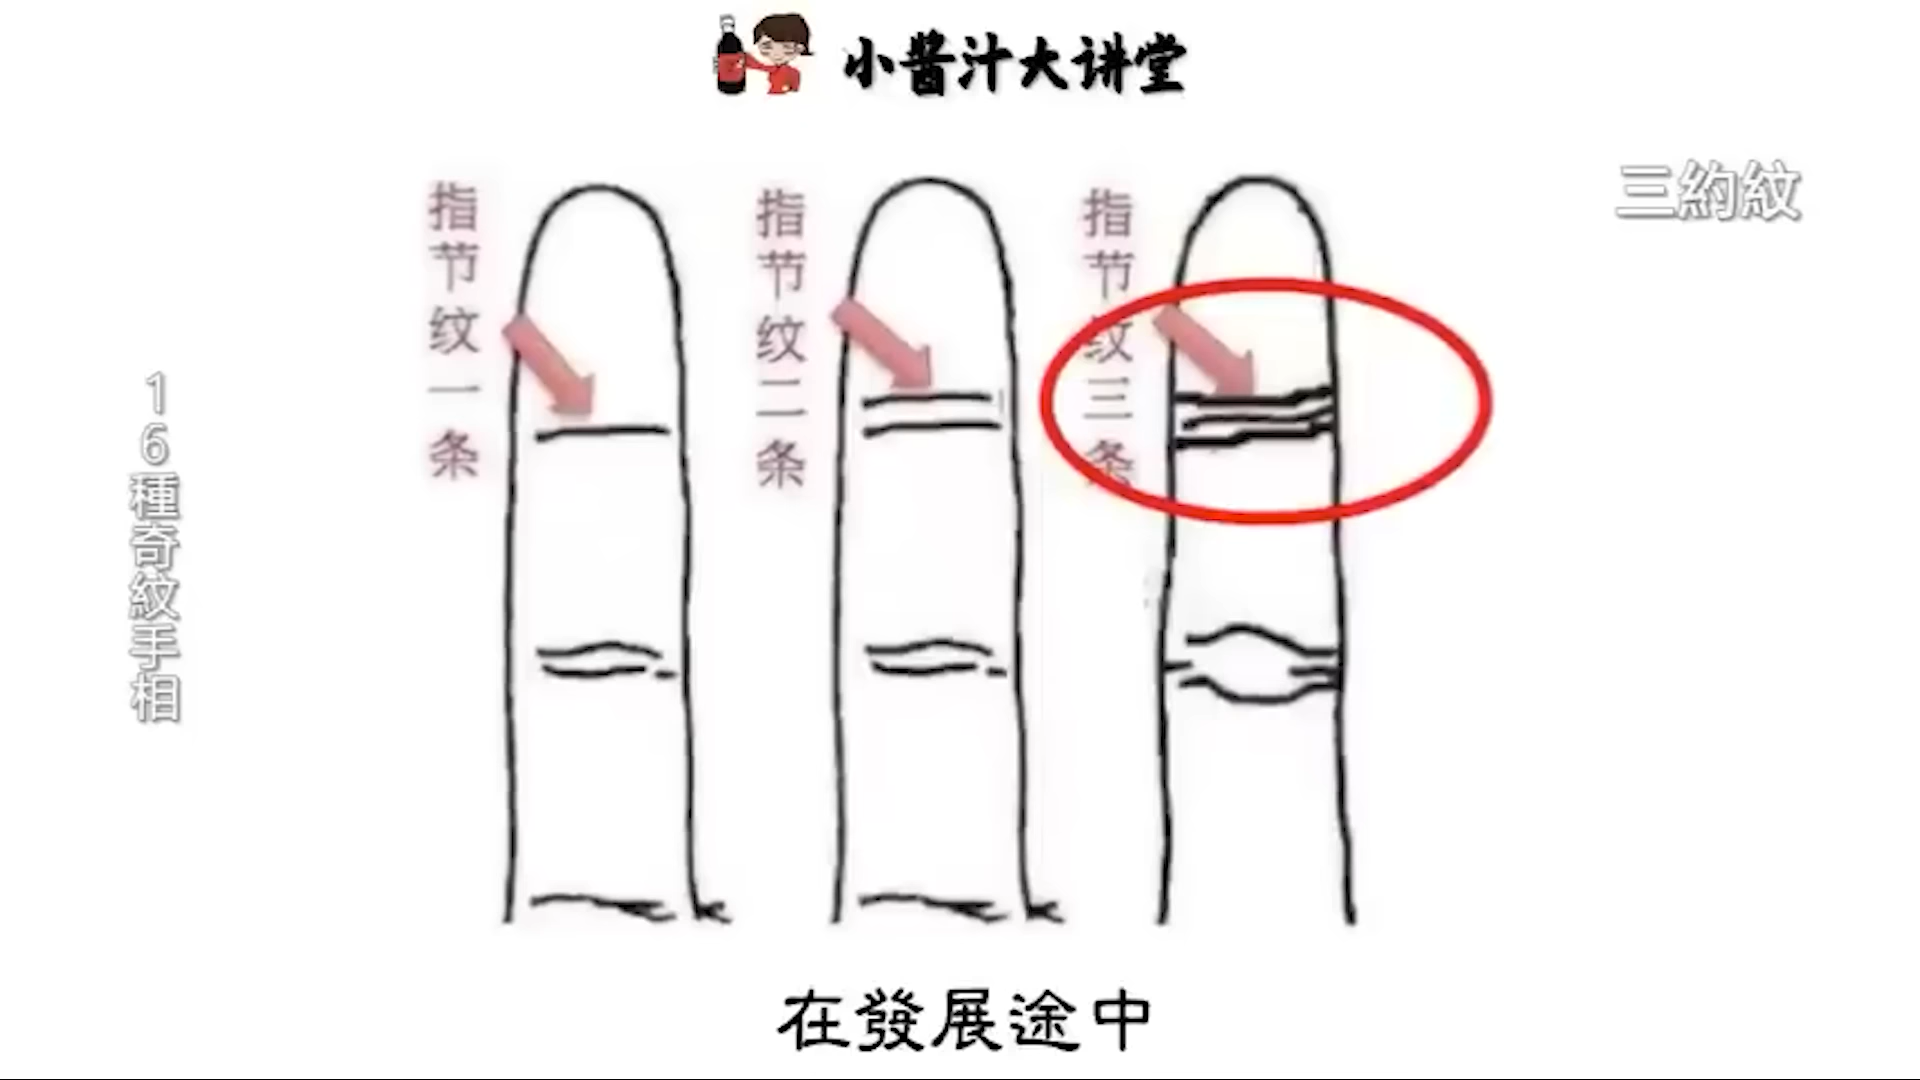 小酱汁大讲堂
三約紋
16種奇紋手相
指节纹一条
指节纹二条
指节纹三条
在發展途中